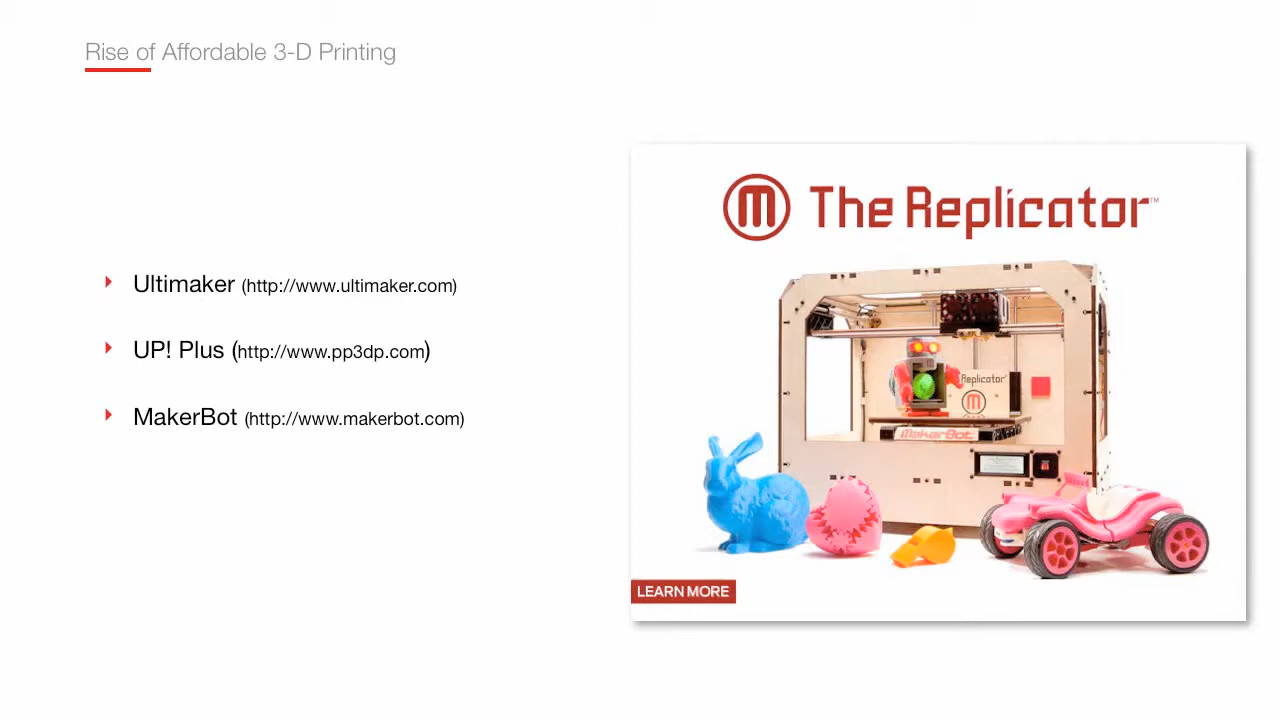 Rise of Affordable 3-D Printing
Ultimaker (http://www.ultimaker.com)
UP! Plus (http://www.pp3dp.com)
MakerBot (http://www.makerbot.com)
M The Replicator™
Replicator
M
MakerBot
LEARN MORE